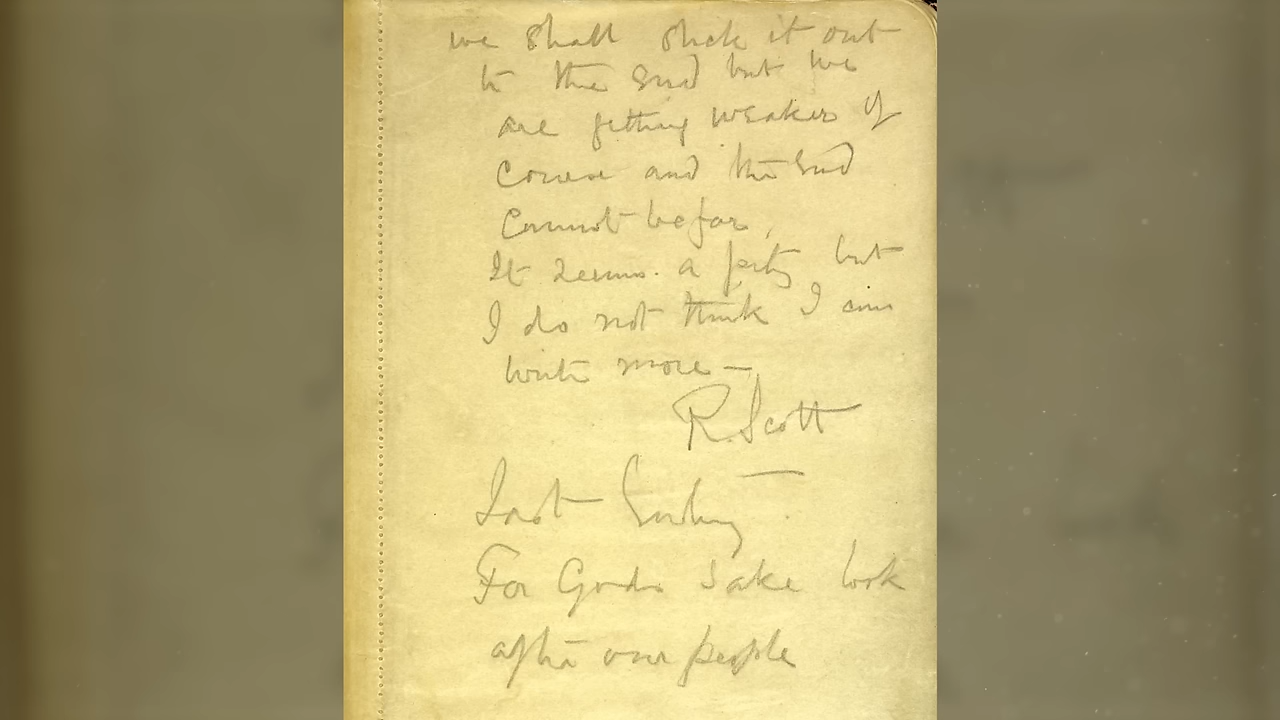 we shall stick it out
to the end but we
are getting weaker of
course and the end
cannot be far.
It seems a pity but
I do not think I can
write more —
R. Scott
Last Entry
For Gods sake look
after our people